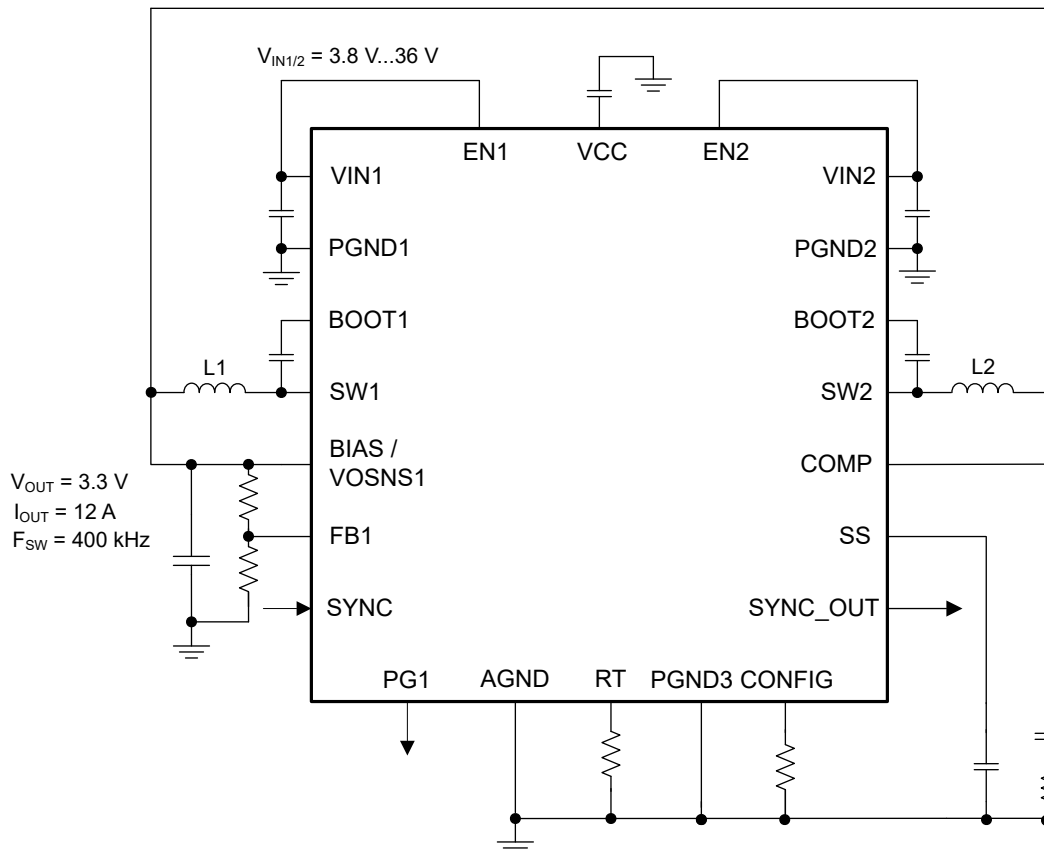 V_IN1/2 = 3.8 V...36 V
EN1
VCC
EN2
VIN1
VIN2
PGND1
PGND2
BOOT1
BOOT2
L1
L2
SW1
SW2
BIAS /
VOSNS1
COMP
V_OUT = 3.3 V
I_OUT = 12 A
F_SW = 400 kHz
FB1
SS
SYNC
SYNC_OUT
PG1
AGND
RT
PGND3
CONFIG